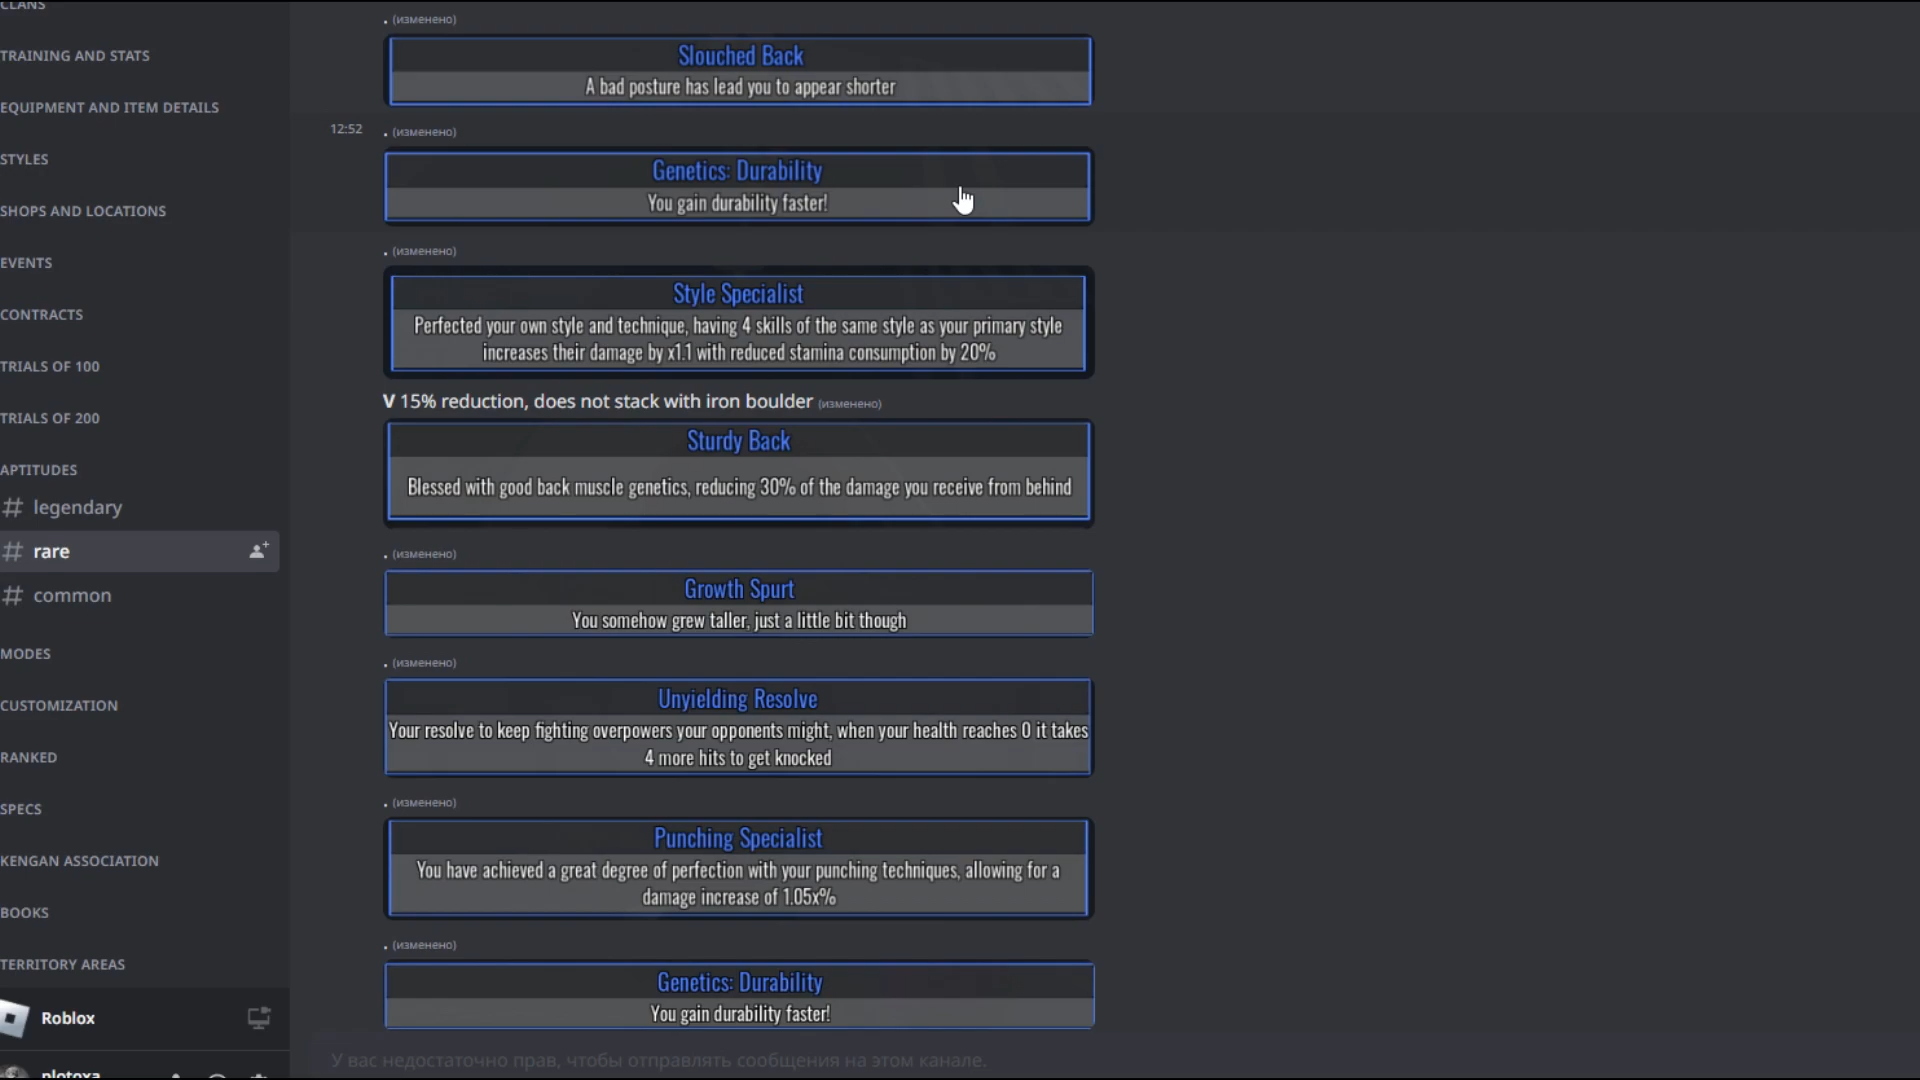 CLANS
TRAINING AND STATS
EQUIPMENT AND ITEM DETAILS
STYLES
SHOPS AND LOCATIONS
EVENTS
CONTRACTS
TRIALS OF 100
TRIALS OF 200
APTITUDES
# legendary
# rare
# common
MODES
CUSTOMIZATION
RANKED
SPECS
KENGAN ASSOCIATION
BOOKS
TERRITORY AREAS
Roblox
plotoxa
. (изменено)
Slouched Back
A bad posture has lead you to appear shorter
12:52 . (изменено)
Genetics: Durability
You gain durability faster!
. (изменено)
Style Specialist
Perfected your own style and technique, having 4 skills of the same style as your primary style
increases their damage by x1.1 with reduced stamina consumption by 20%
V 15% reduction, does not stack with iron boulder (изменено)
Sturdy Back
Blessed with good back muscle genetics, reducing 30% of the damage you receive from behind
. (изменено)
Growth Spurt
You somehow grew taller, just a little bit though
. (изменено)
Unyielding Resolve
Your resolve to keep fighting overpowers your opponents might, when your health reaches 0 it takes
4 more hits to get knocked
. (изменено)
Punching Specialist
You have achieved a great degree of perfection with your punching techniques, allowing for a
damage increase of 1.05x%
. (изменено)
Genetics: Durability
You gain durability faster!
У вас недостаточно прав, чтобы отправлять сообщения на этом канале.